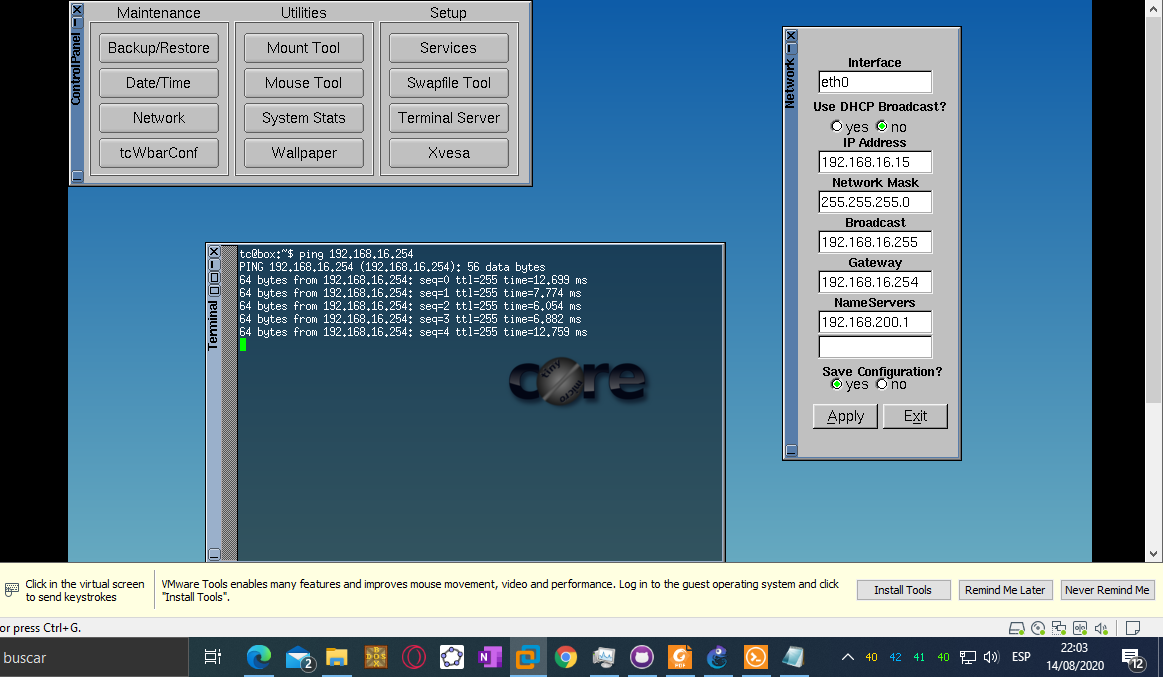 Maintenance
Utilities
Setup
ControlPanel
Backup/Restore
Mount Tool
Services
Date/Time
Mouse Tool
Swapfile Tool
Network
System Stats
Terminal Server
tcWbarConf
Wallpaper
Xvesa
Network
Interface
eth0
Use DHCP Broadcast?
yes no
IP Address
192.168.16.15
Network Mask
255.255.255.0
Broadcast
192.168.16.255
Gateway
192.168.16.254
NameServers
192.168.200.1
Save Configuration?
yes no
Apply
Exit
Terminal
tc@box:~$ ping 192.168.16.254
PING 192.168.16.254 (192.168.16.254): 56 data bytes
64 bytes from 192.168.16.254: seq=0 ttl=255 time=12.699 ms
64 bytes from 192.168.16.254: seq=1 ttl=255 time=7.774 ms
64 bytes from 192.168.16.254: seq=2 ttl=255 time=6.054 ms
64 bytes from 192.168.16.254: seq=3 ttl=255 time=6.882 ms
64 bytes from 192.168.16.254: seq=4 ttl=255 time=12.759 ms
core
tiny
micro
Click in the virtual screen
to send keystrokes
VMware Tools enables many features and improves mouse movement, video and performance. Log in to the guest operating system and click
"Install Tools".
Install Tools
Remind Me Later
Never Remind Me
or press Ctrl+G.
buscar
2
DOS
N
PDF
40
42
41
40
ESP
22:03
14/08/2020
12